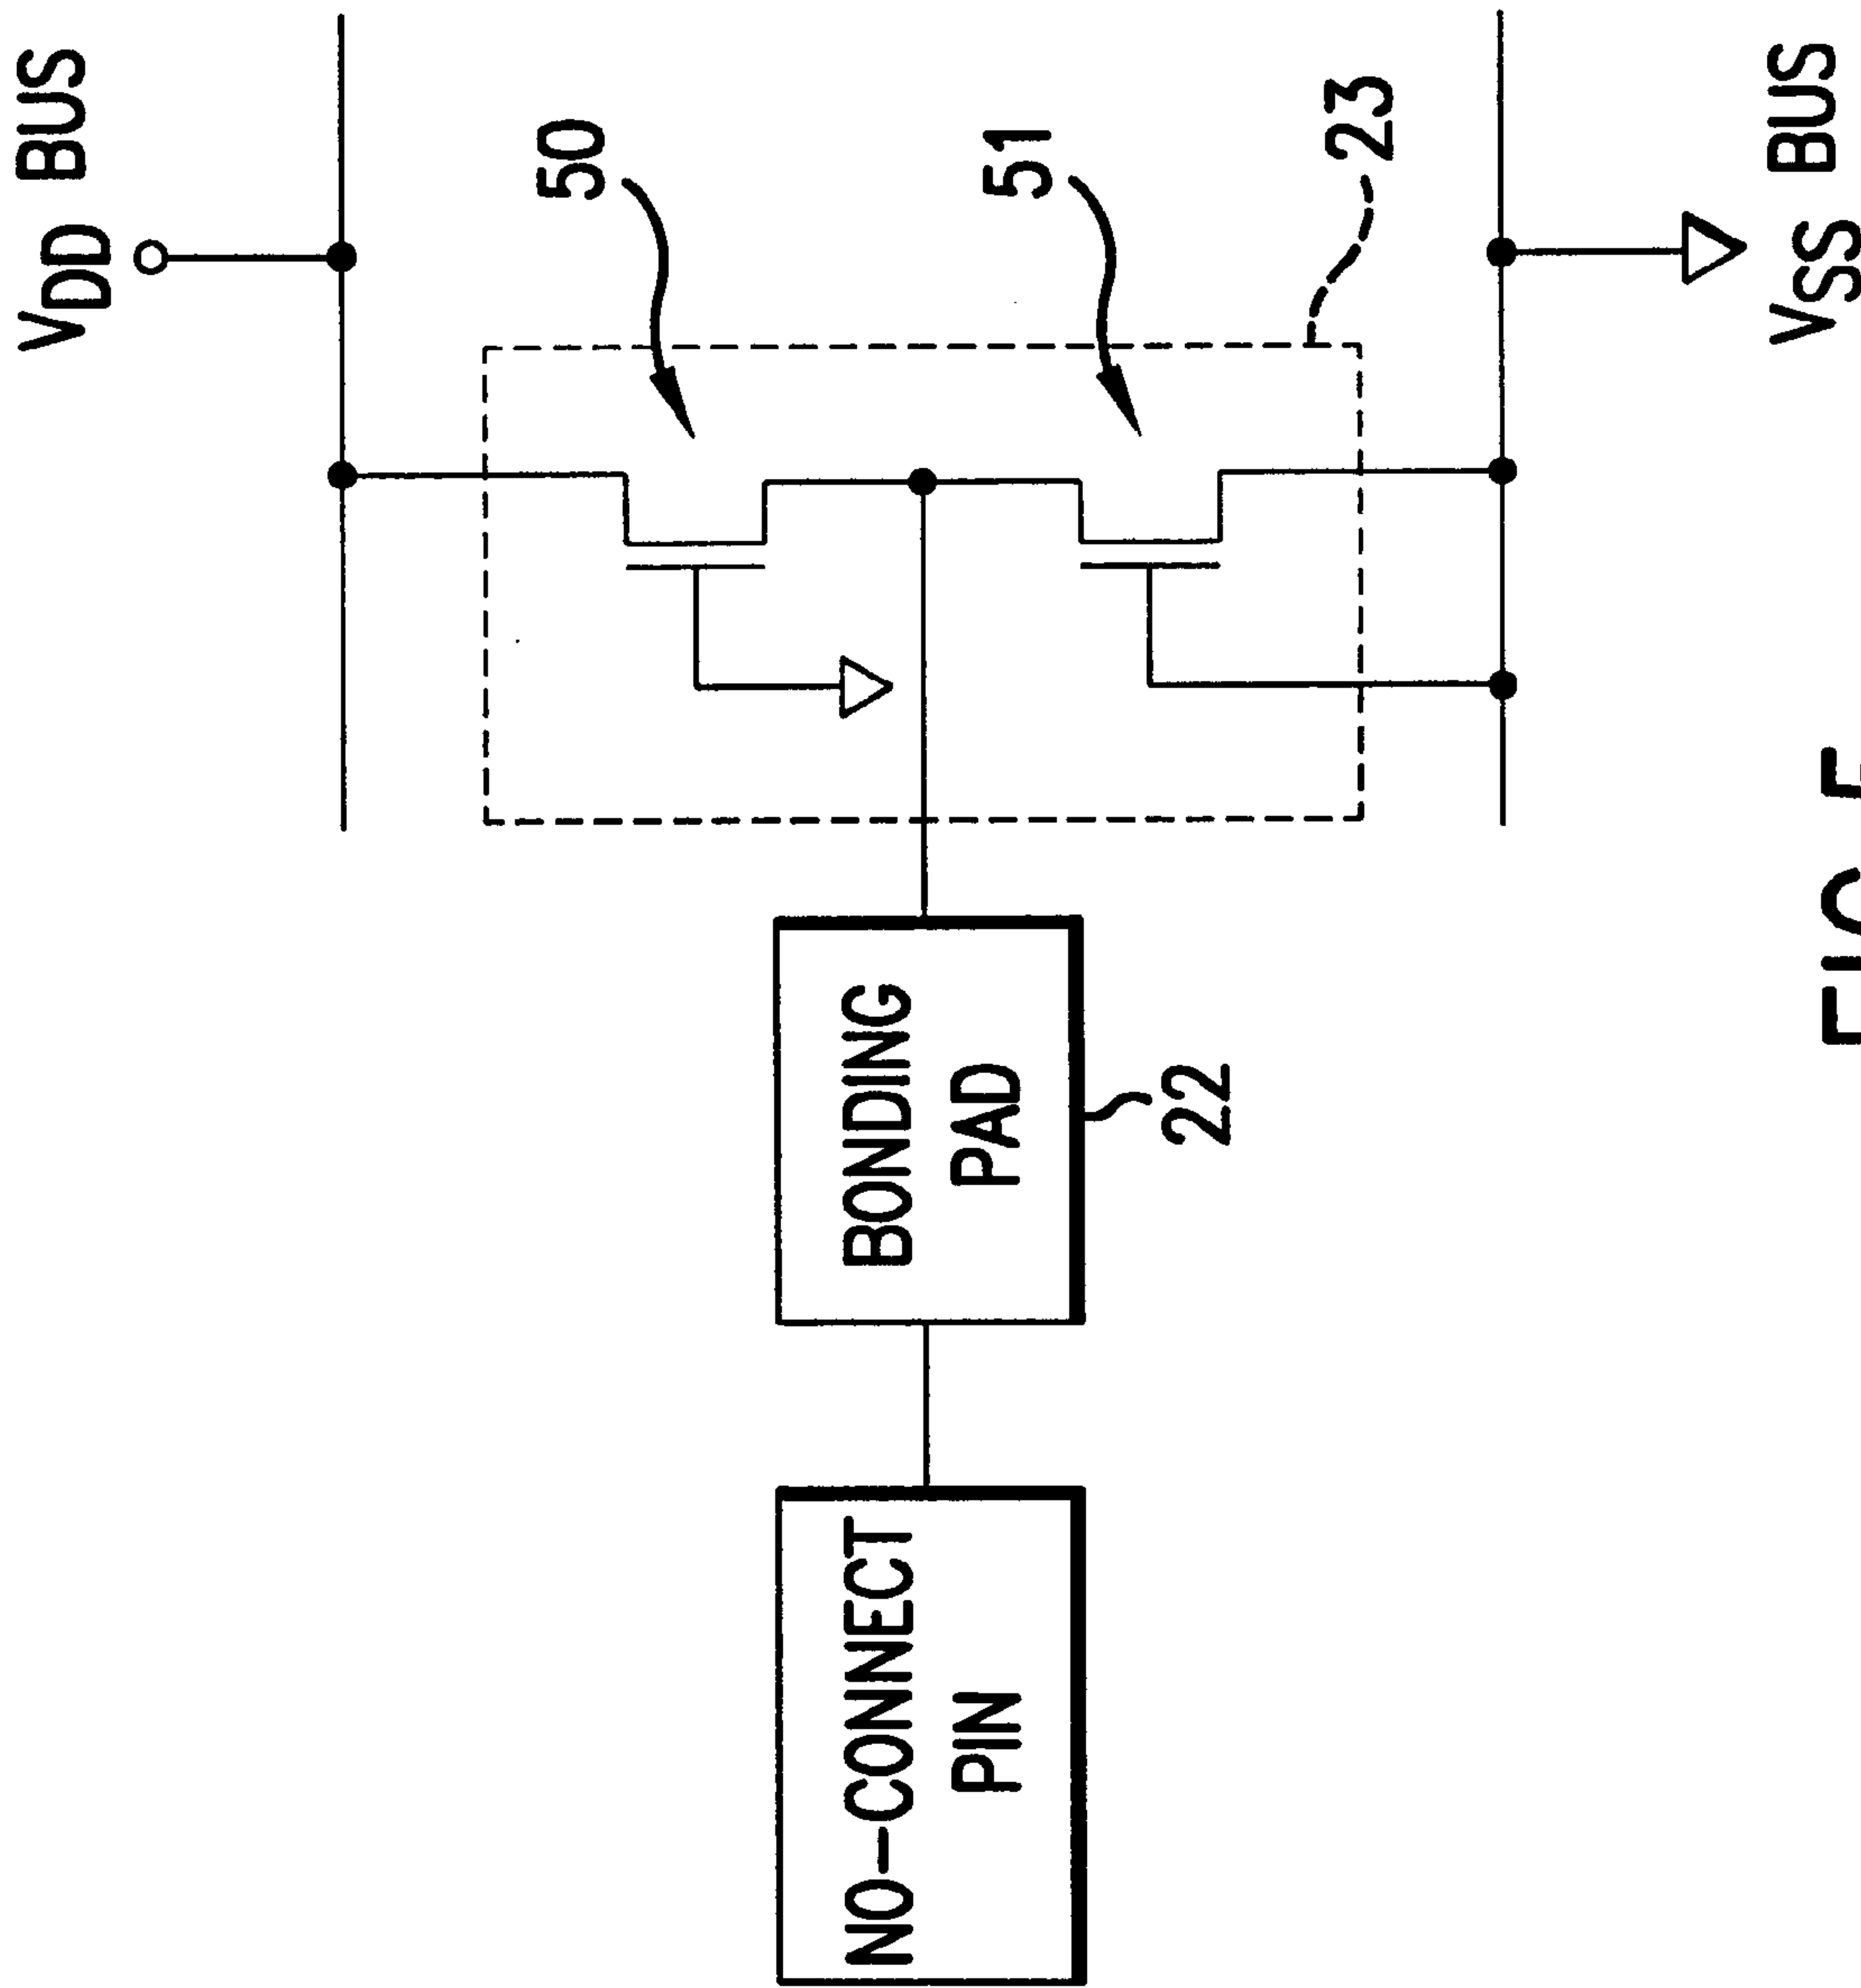 VDD BUS
50
NO-CONNECT
PIN
BONDING
PAD
51
22
23
VSS BUS